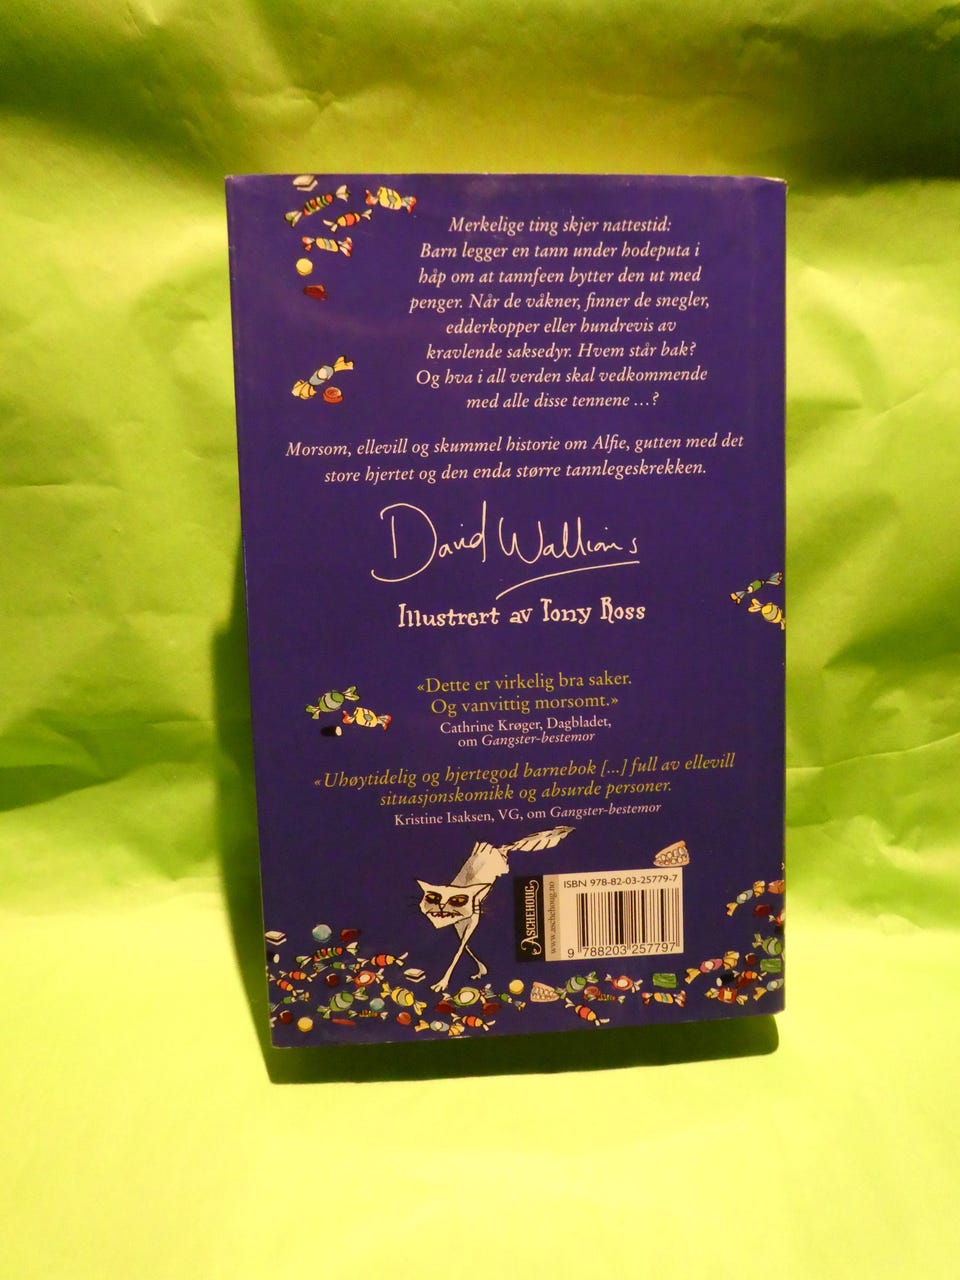 Merkelige ting skjer nattestid:
Barn legger en tann under hodeputa i
håp om at tannfeen bytter den ut med
penger. Når de våkner, finner de snegler,
edderkopper eller hundrevis av
kravlende saksedyr. Hvem står bak?
Og hva i all verden skal vedkommende
med alle disse tennene ...?
Morsom, ellevill og skummel historie om Alfie, gutten med det
store hjertet og den enda større tannlegeskrekken.
David Walliams
Illustrert av Tony Ross
«Dette er virkelig bra saker.
Og vanvittig morsomt.»
Cathrine Krøger, Dagbladet,
om Gangster-bestemor
«Uhøytidelig og hjertegod barnebok [...] full av ellevill
situasjonskomikk og absurde personer.
Kristine Isaksen, VG, om Gangster-bestemor
ASCHEHOUG
www.aschehoug.no
ISBN 978-82-03-25779-7
9 788203 257797